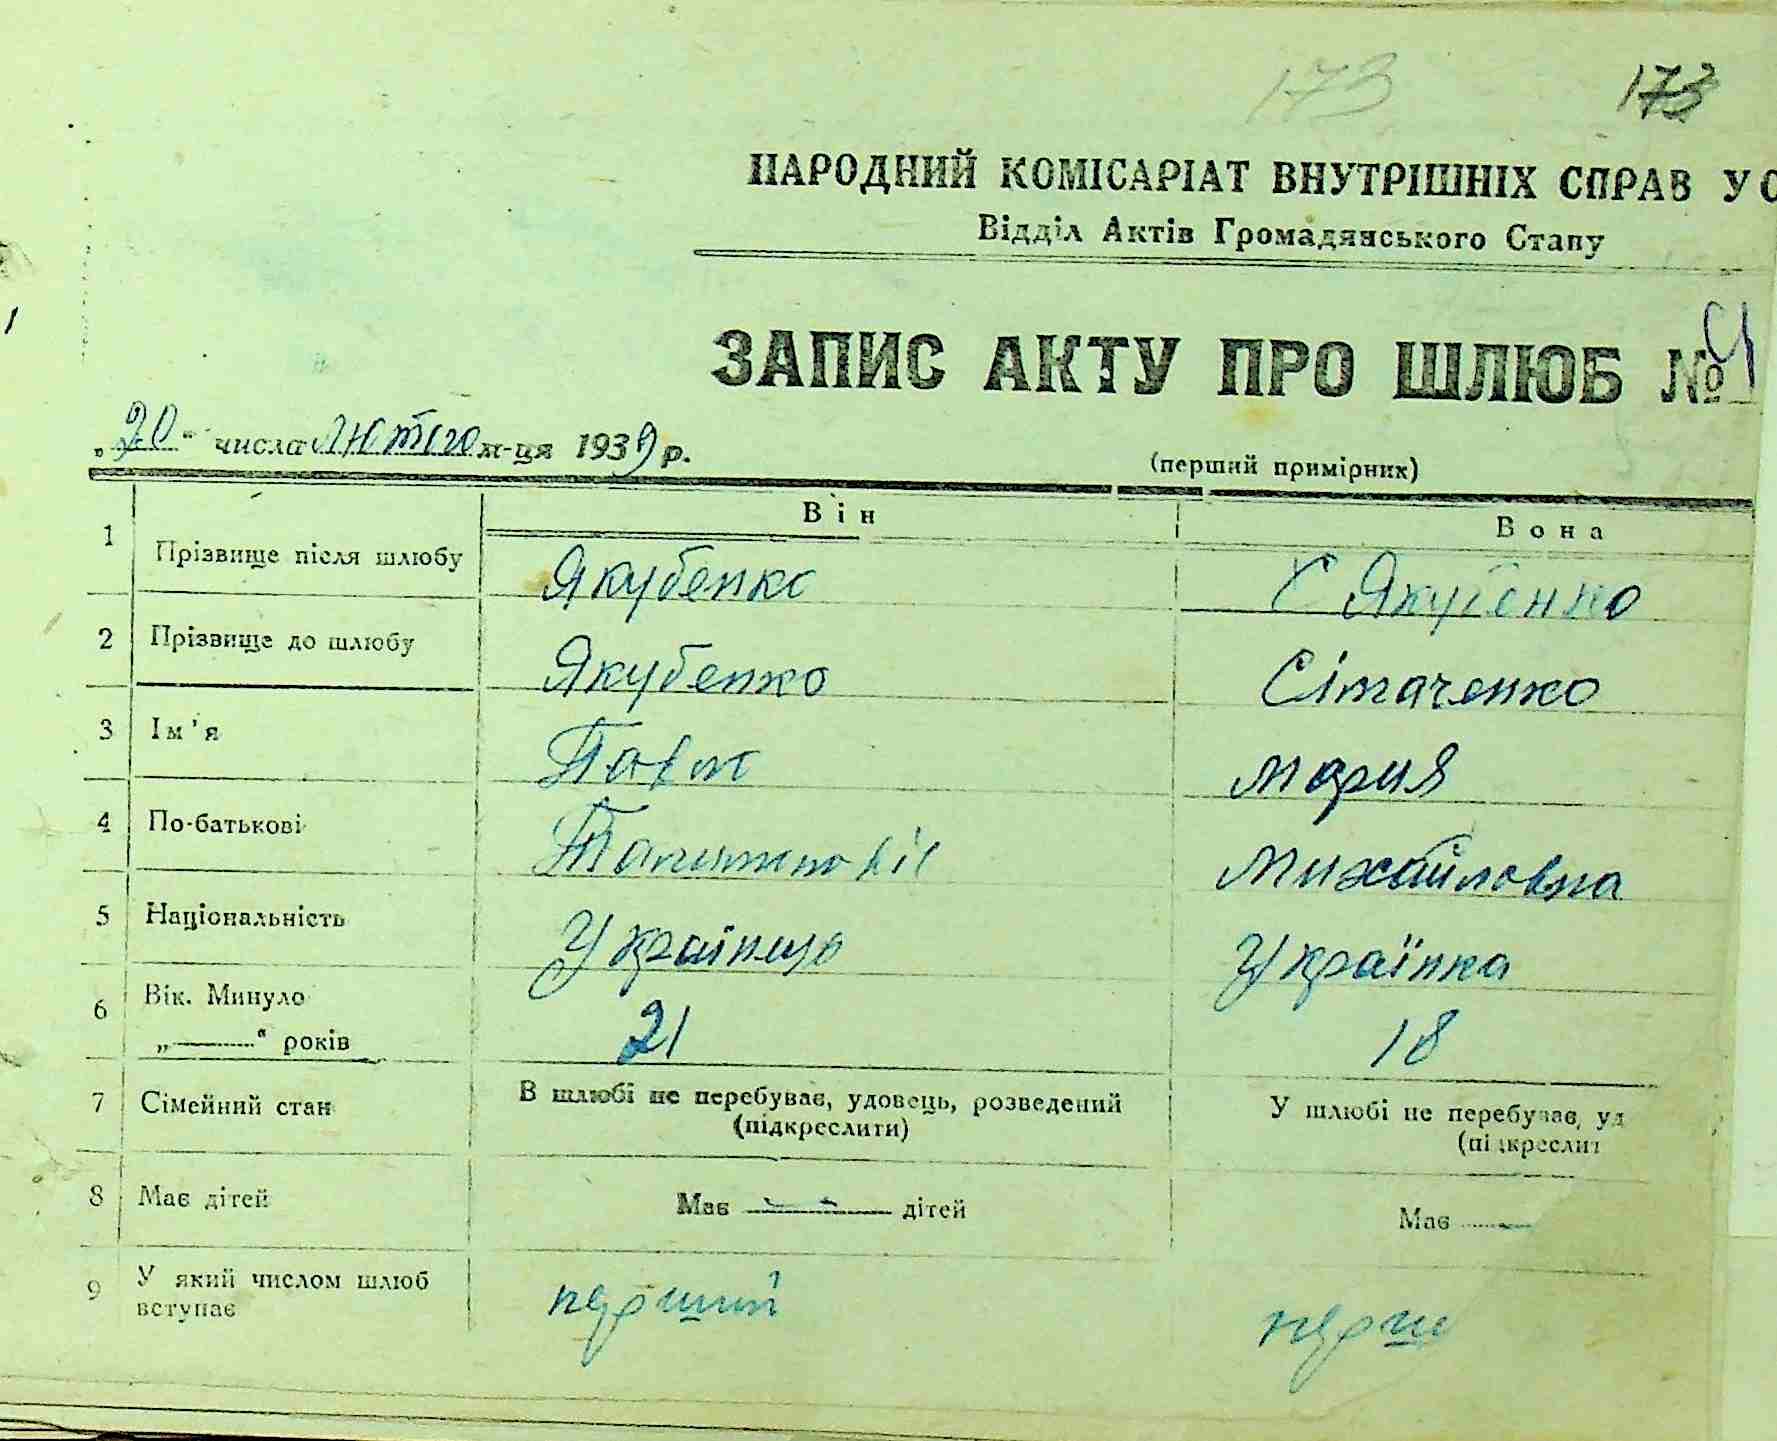 173 173
НАРОДНИЙ КОМІСАРІАТ ВНУТРІШНІХ СПРАВ УС
Відділ Актів Громадянського Стану
ЗАПИС АКТУ ПРО ШЛЮБ №
„20“ числа лютого м-ця 1939 р.
(перший примірник)
Він Вона
1 Прізвище після шлюбу Якубенко С Якубенко
2 Прізвище до шлюбу Якубенко Сітаченко
3 Ім'я Павло Мария
4 По-батькові Михайловна
5 Національність Українць Українка
6 Вік. Минуло
„———“ років 21 18
7 Сімейний стан В шлюбі не перебуває, удовець, розведений У шлюбі не перебуває, уд
(підкреслити) (підкреслит
8 Має дітей Має ——— дітей Має
9 У який числом шлюб
вступає перший перши